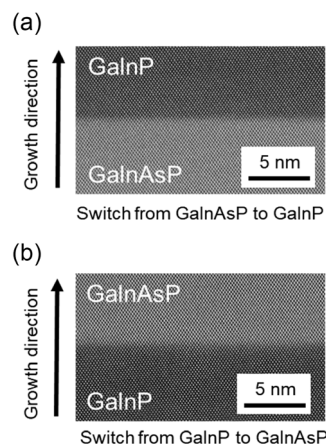 (a)
Growth direction
GaInP
GaInAsP
5 nm
Switch from GaInAsP to GaInP
(b)
Growth direction
GaInAsP
GaInP
5 nm
Switch from GaInP to GaInAsP